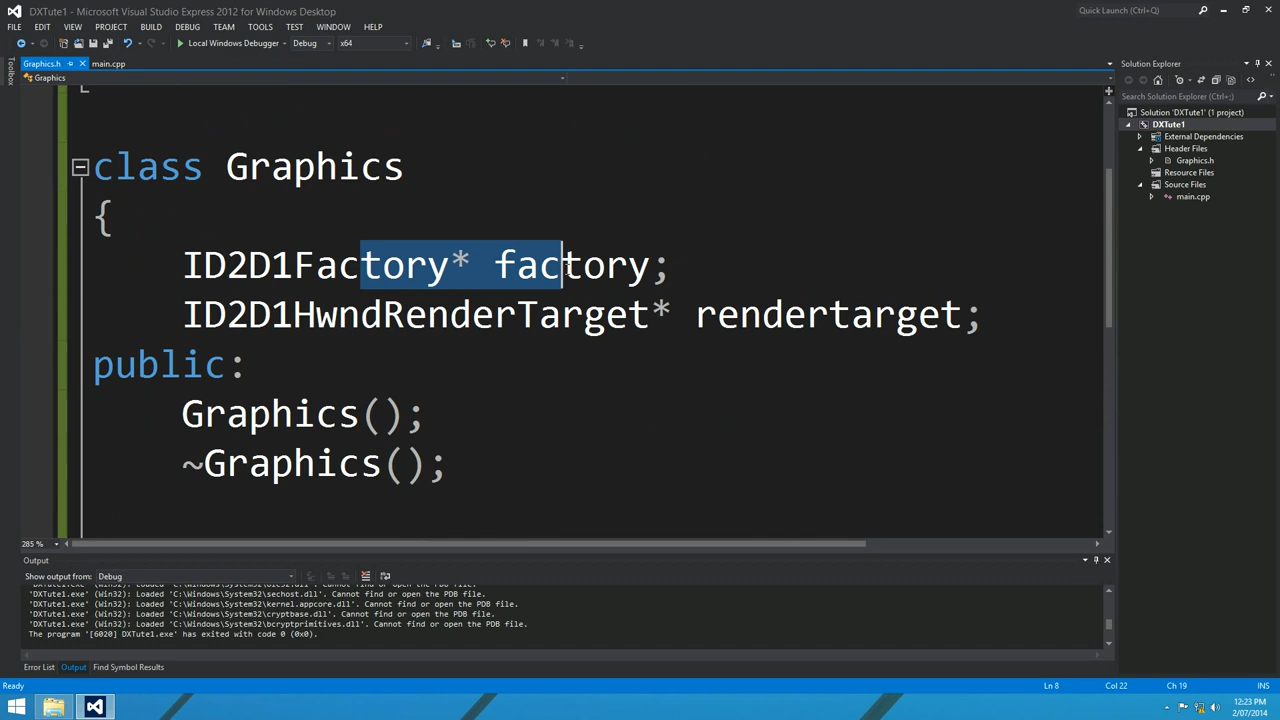 DXTute1 - Microsoft Visual Studio Express 2012 for Windows Desktop
Quick Launch (Ctrl+Q)
FILE EDIT VIEW PROJECT BUILD DEBUG TEAM TOOLS TEST WINDOW HELP
Local Windows Debugger Debug x64
Toolbox
Graphics.h main.cpp
Graphics
class Graphics
{
ID2D1Factory* factory;
ID2D1HwndRenderTarget* rendertarget;
public:
Graphics();
~Graphics();
285 %
Solution Explorer
Search Solution Explorer (Ctrl+;)
Solution 'DXTute1' (1 project)
DXTute1
External Dependencies
Header Files
Graphics.h
Resource Files
Source Files
main.cpp
Output
Show output from: Debug
'DXTute1.exe' (Win32): Loaded 'C:\Windows\System32\sechost.dll'. Cannot find or open the PDB file.
'DXTute1.exe' (Win32): Loaded 'C:\Windows\System32\kernel.appcore.dll'. Cannot find or open the PDB file.
'DXTute1.exe' (Win32): Loaded 'C:\Windows\System32\cryptbase.dll'. Cannot find or open the PDB file.
'DXTute1.exe' (Win32): Loaded 'C:\Windows\System32\bcryptprimitives.dll'. Cannot find or open the PDB file.
The program '[6020] DXTute1.exe' has exited with code 0 (0x0).
Error List Output Find Symbol Results
Ready Ln 8 Col 22 Ch 19 INS
12:23 PM
2/07/2014